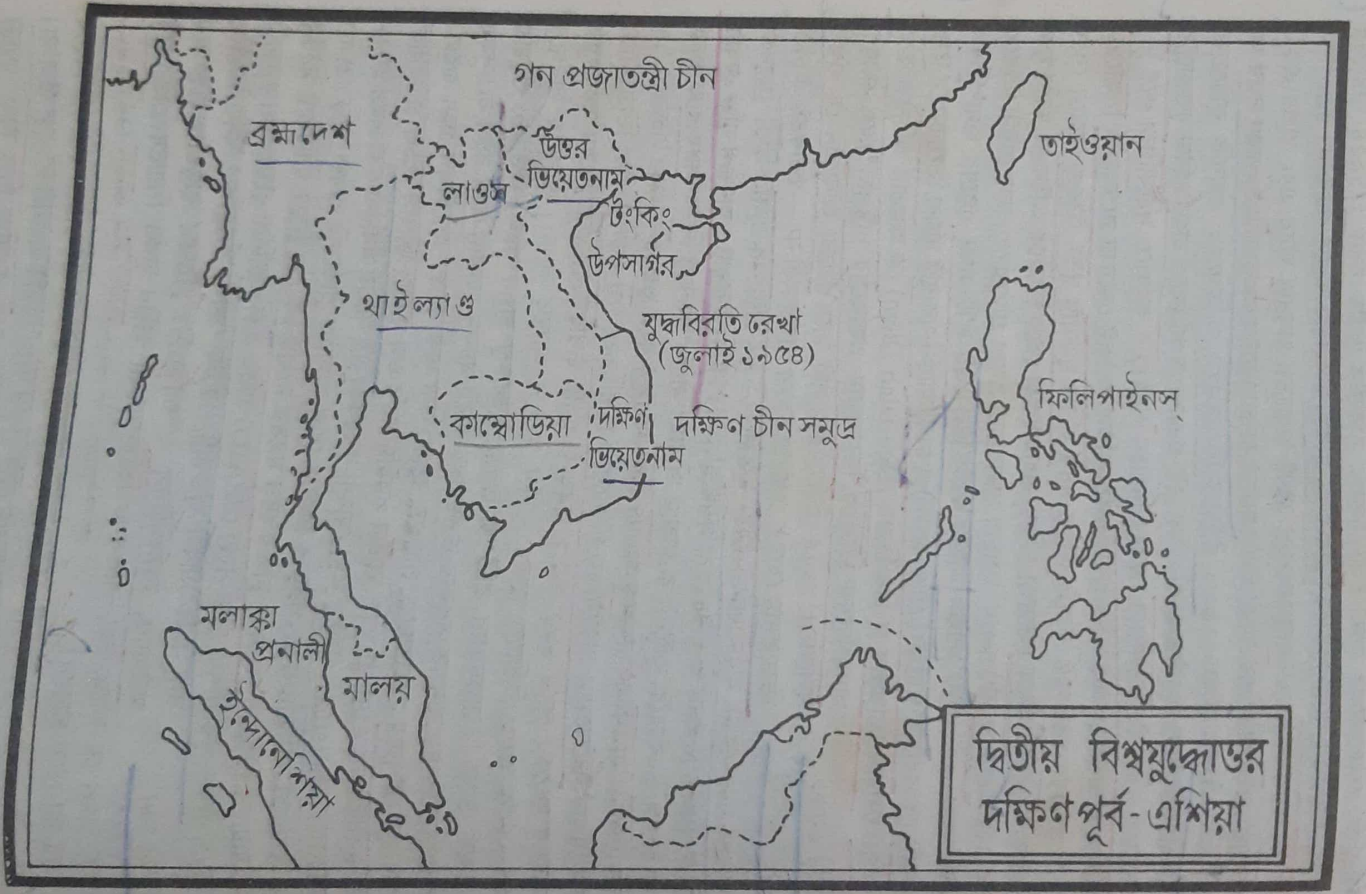 গন প্রজাতন্ত্রী চীন
ব্রহ্মদেশ
উত্তর
ভিয়েতনাম
লাওস
তাইওয়ান
টংকিং
উপসাগর
থাইল্যাণ্ড
যুদ্ধবিরতি রেখা
(জুলাই ১৯৫৪)
ফিলিপাইনস্
কাম্বোডিয়া
দক্ষিণ
ভিয়েতনাম
দক্ষিণ চীন সমুদ্র
মলাক্কা
প্রনালী
মালয়
ইন্দোনেশিয়া
দ্বিতীয় বিশ্বযুদ্ধোত্তর
দক্ষিণ পূর্ব-এশিয়া